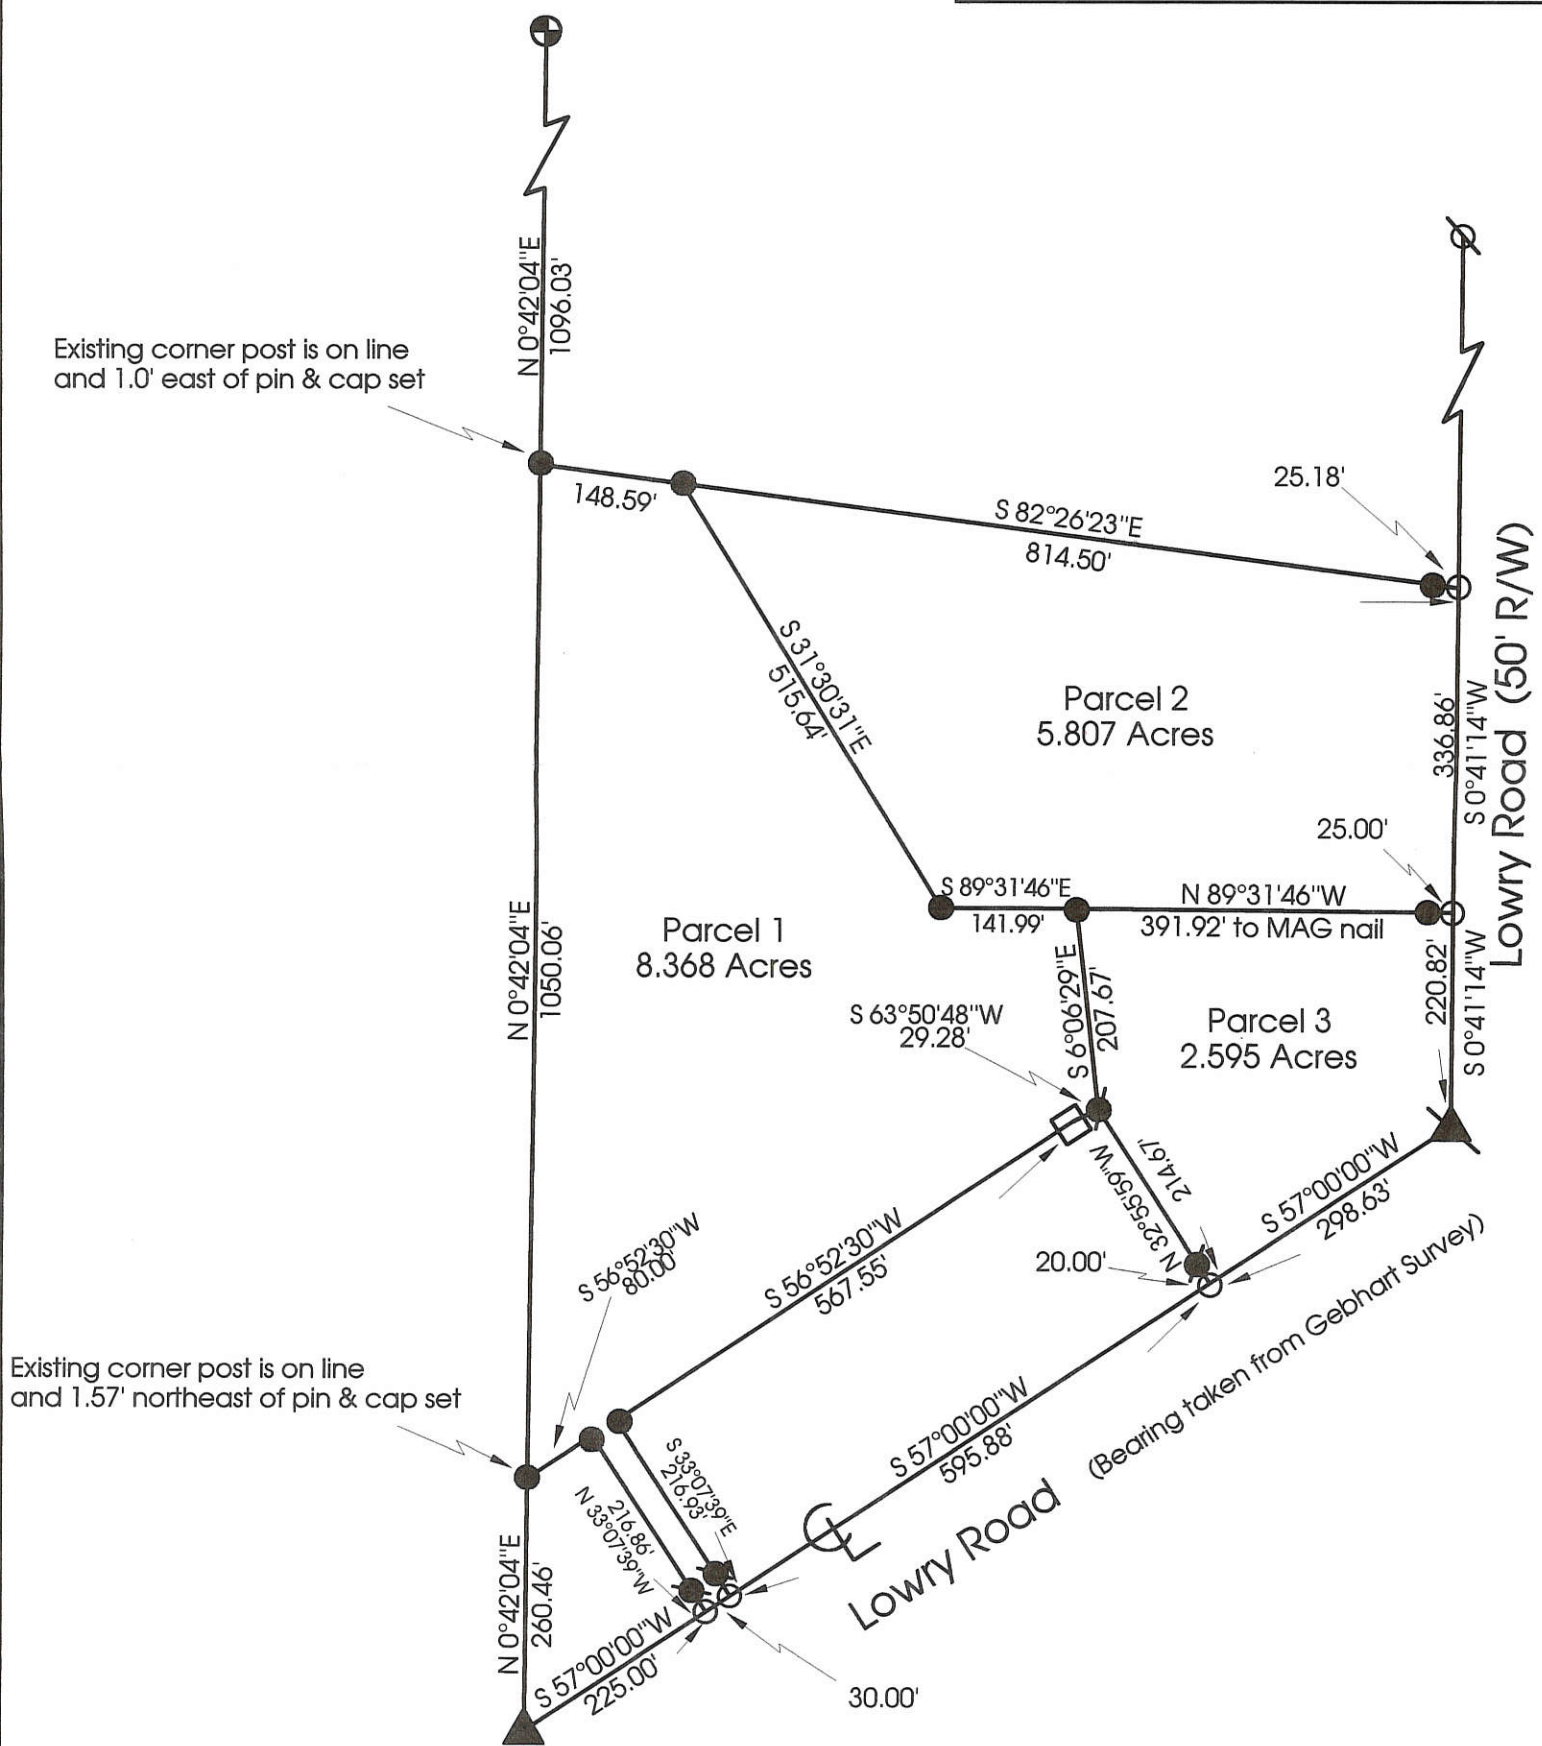 N 0°42'04"E
1096.03'
Existing corner post is on line
and 1.0' east of pin & cap set
148.59'
S 82°26'23"E
814.50'
25.18'
Lowry Road (50' R/W)
S 31°30'31"E
515.64'
Parcel 2
5.807 Acres
336.86'
S 0°41'14"W
25.00'
S 89°31'46"E
141.99'
N 89°31'46"W
391.92' to MAG nail
N 0°42'04"E
1050.06'
Parcel 1
8.368 Acres
S 6°06'29"E
207.67'
220.82'
S 0°41'14"W
S 63°50'48"W
29.28'
Parcel 3
2.595 Acres
N 32°55'59"W
214.67'
S 57°00'00"W
298.63'
20.00'
S 56°52'30"W
80.00'
S 56°52'30"W
567.55'
(Bearing taken from Gebhart Survey)
Existing corner post is on line
and 1.57' northeast of pin & cap set
S 33°07'39"E
216.93'
216.86'
N 33°07'39"W
S 57°00'00"W
595.88'
CL
Lowry Road
N 0°42'04"E
260.46'
S 57°00'00"W
225.00'
30.00'